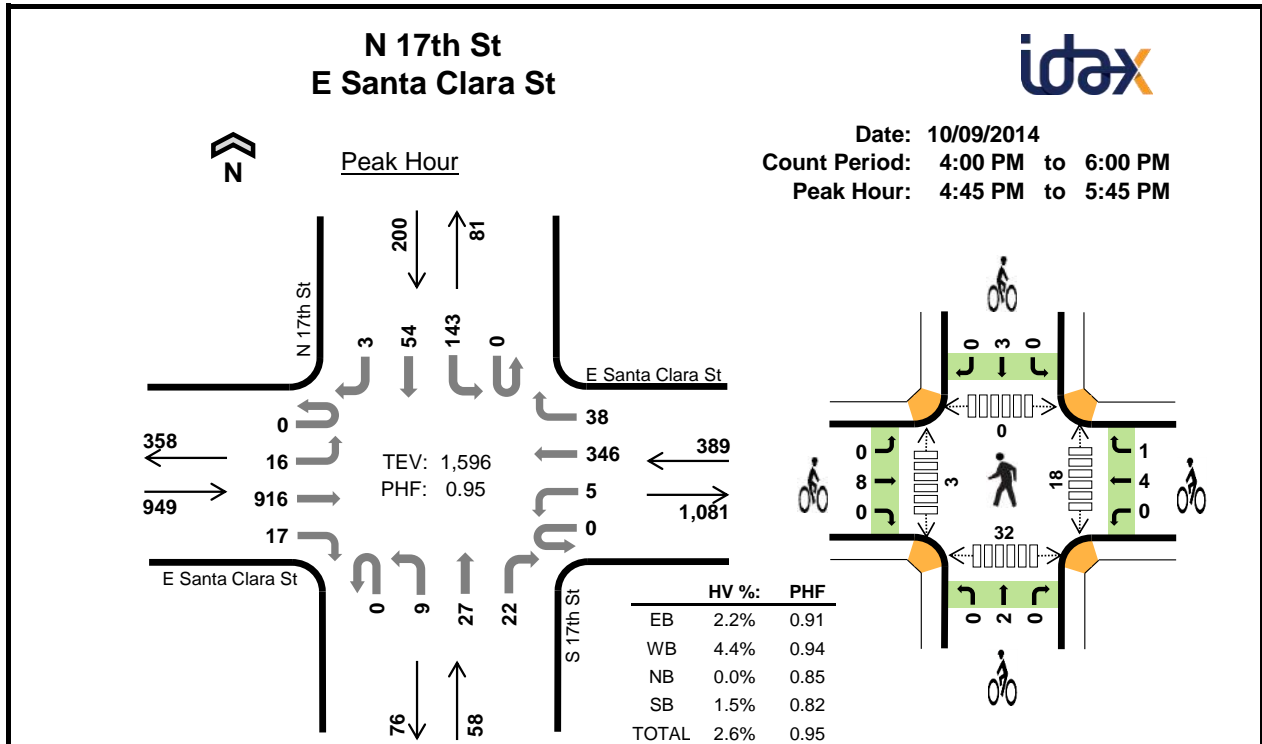 N 17th St
E Santa Clara St
idax
Date: 10/09/2014
Count Period: 4:00 PM to 6:00 PM
Peak Hour: 4:45 PM to 5:45 PM
N
Peak Hour
200
81
N 17th St
3
54
143
0
E Santa Clara St
0
16
916
17
358
949
TEV: 1,596
PHF: 0.95
38
346
5
0
389
1,081
E Santa Clara St
0
9
27
22
S 17th St
76
58
HV %: PHF
EB 2.2% 0.91
WB 4.4% 0.94
NB 0.0% 0.85
SB 1.5% 0.82
TOTAL 2.6% 0.95
0
3
0
0
0
8
0
3
18
1
4
0
32
0
2
0